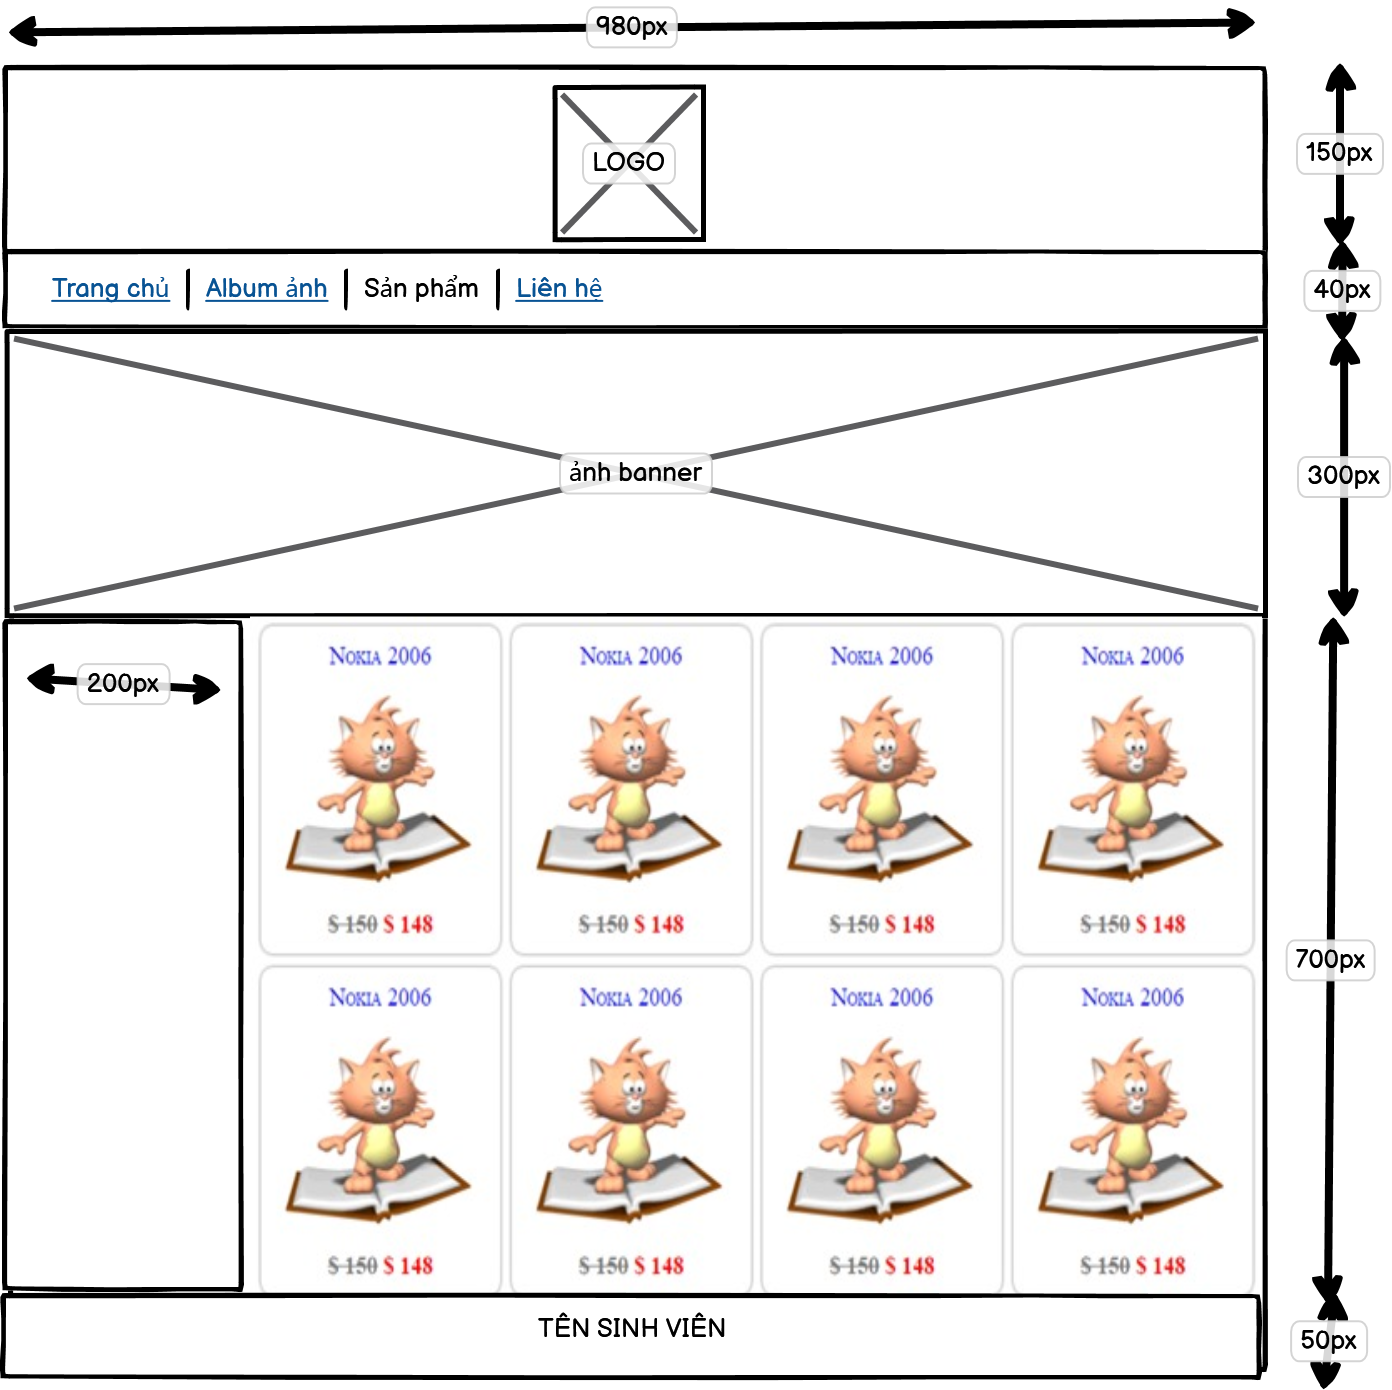 980px
LOGO
150px
Trang chủ | Album ảnh | Sản phẩm | Liên hệ
40px
ảnh banner
300px
200px
Nokia 2006 Nokia 2006 Nokia 2006 Nokia 2006
$ 150 $ 148 $ 150 $ 148 $ 150 $ 148 $ 150 $ 148
700px
Nokia 2006 Nokia 2006 Nokia 2006 Nokia 2006
$ 150 $ 148 $ 150 $ 148 $ 150 $ 148 $ 150 $ 148
TÊN SINH VIÊN
50px